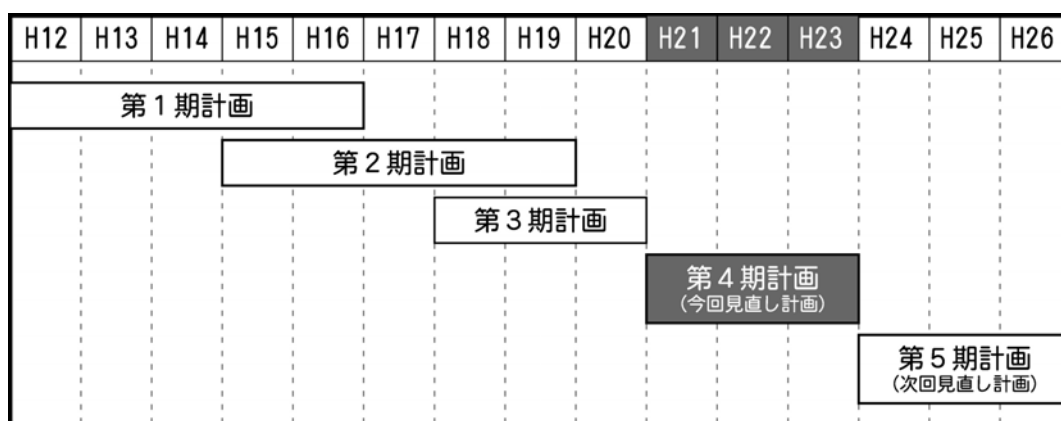 H12 H13 H14 H15 H16 H17 H18 H19 H20 H21 H22 H23 H24 H25 H26
第1期計画
第2期計画
第3期計画
第4期計画
(今回見直し計画)
第5期計画
(次回見直し計画)